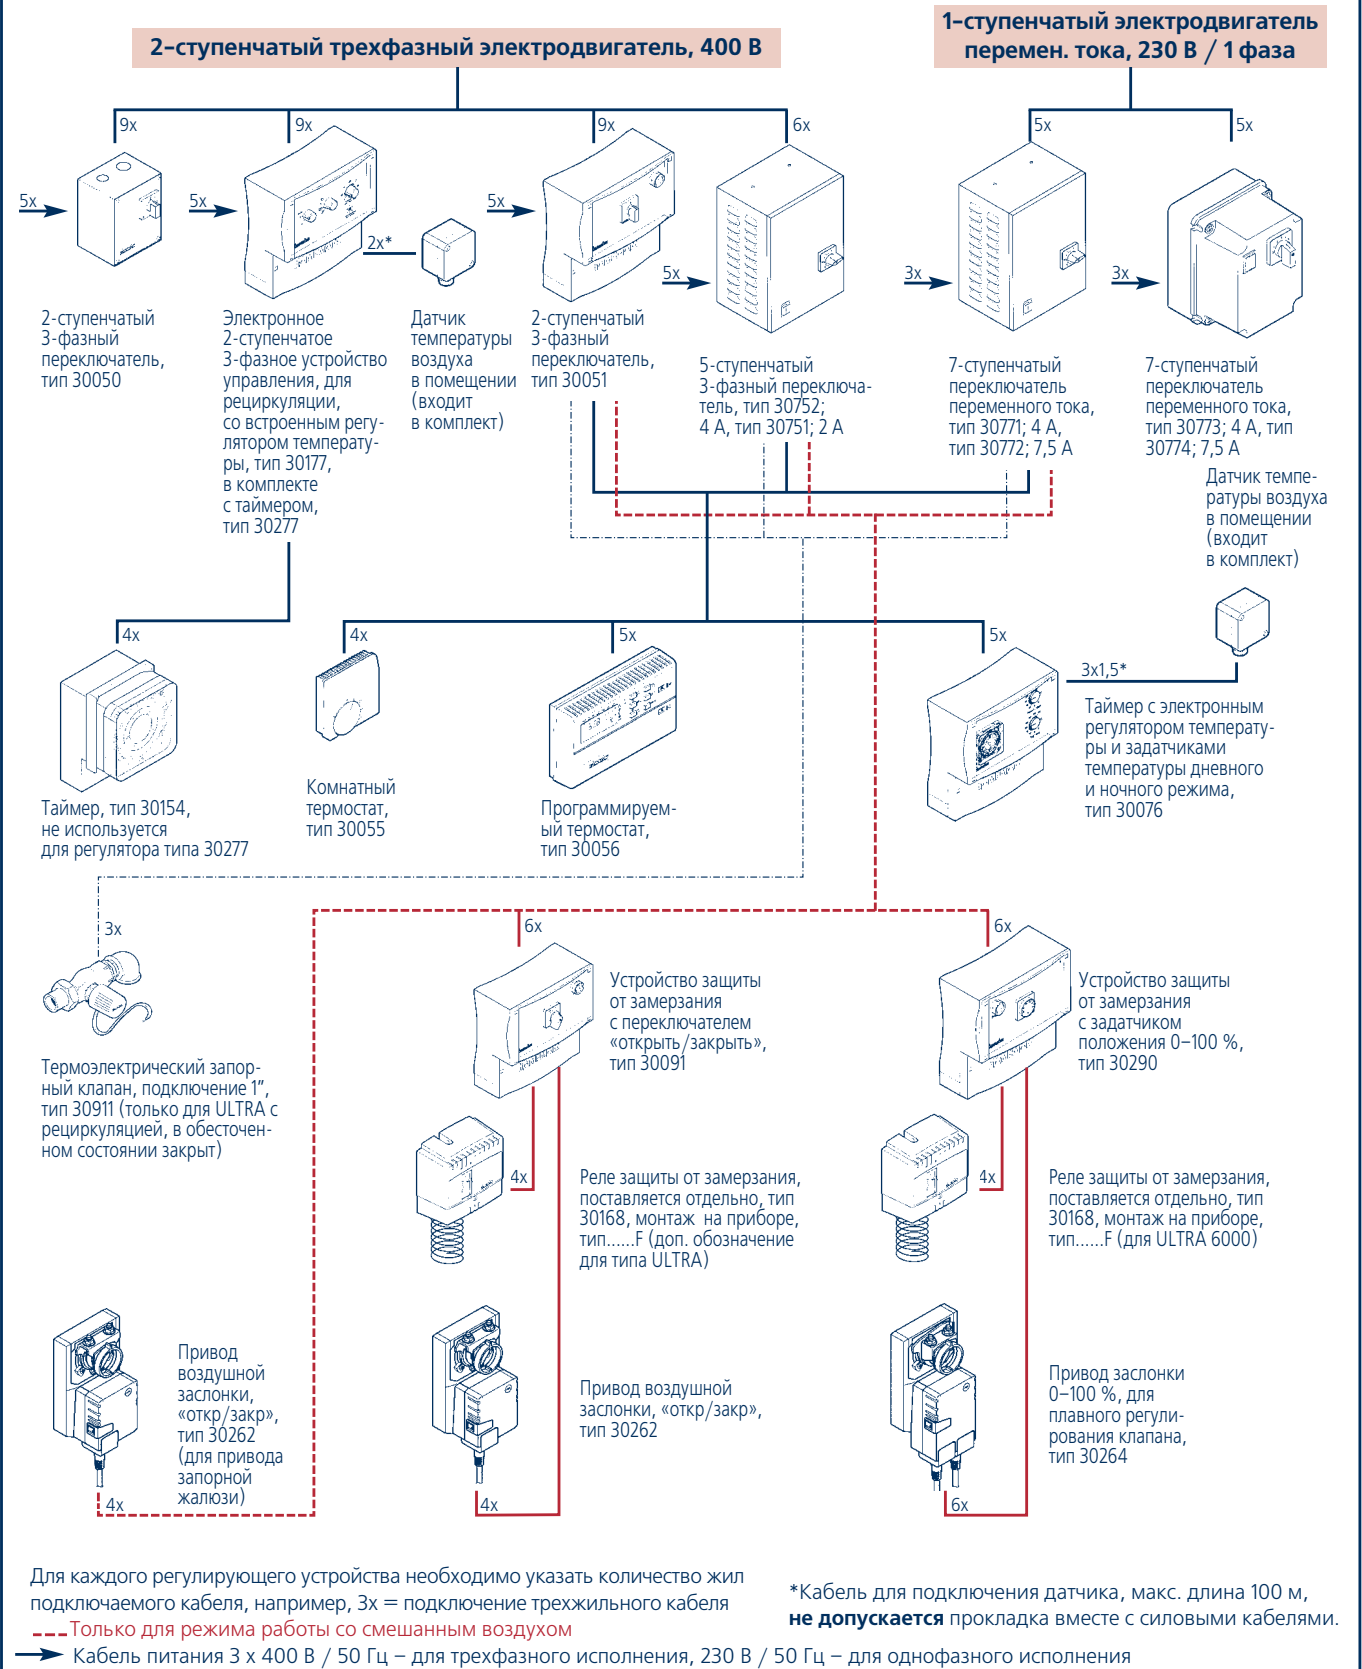 2-ступенчатый трехфазный электродвигатель, 400 В
1-ступенчатый электродвигатель
перемен. тока, 230 В / 1 фаза
9x
9x
9x
6x
5x
5x
5x
5x
5x
5x
3x
3x
2x*
2-ступенчатый
3-фазный
переключатель,
тип 30050
Электронное
2-ступенчатое
3-фазное устройство
управления, для
рециркуляции,
со встроенным регу-
лятором температу-
ры, тип 30177,
в комплекте
с таймером,
тип 30277
Датчик
температуры
воздуха
в помещении
(входит
в комплект)
2-ступенчатый
3-фазный
переключатель,
тип 30051
5-ступенчатый
3-фазный переключа-
тель, тип 30752;
4 А, тип 30751; 2 А
7-ступенчатый
переключатель
переменного тока,
тип 30771; 4 А,
тип 30772; 7,5 А
7-ступенчатый
переключатель
переменного тока,
тип 30773; 4 А, тип
30774; 7,5 А
Датчик темпе-
ратуры воздуха
в помещении
(входит
в комплект)
4x
4x
5x
5x
3x1,5*
Таймер, тип 30154,
не используется
для регулятора типа 30277
Комнатный
термостат,
тип 30055
Программируем-
ый термостат,
тип 30056
Таймер с электронным
регулятором температу-
ры и задатчиками
температуры дневного
и ночного режима,
тип 30076
3x
6x
6x
Термоэлектрический запор-
ный клапан, подключение 1”,
тип 30911 (только для ULTRA с
рециркуляцией, в обесточен-
ном состоянии закрыт)
Устройство защиты
от замерзания
с переключателем
«открыть/закрыть»,
тип 30091
Устройство защиты
от замерзания
с задатчиком
положения 0–100 %,
тип 30290
4x
4x
Реле защиты от замерзания,
поставляется отдельно, тип
30168, монтаж на приборе,
тип......F (доп. обозначение
для типа ULTRA)
Реле защиты от замерзания,
поставляется отдельно, тип
30168, монтаж на приборе,
тип......F (для ULTRA 6000)
Привод
воздушной
заслонки,
«откр/закр»,
тип 30262
(для привода
запорной
жалюзи)
Привод воздушной
заслонки, «откр/закр»,
тип 30262
Привод заслонки
0–100 %, для
плавного регули-
рования клапана,
тип 30264
4x
4x
6x
Для каждого регулирующего устройства необходимо указать количество жил
подключаемого кабеля, например, 3x = подключение трехжильного кабеля
Только для режима работы со смешанным воздухом
*Кабель для подключения датчика, макс. длина 100 м,
не допускается прокладка вместе с силовыми кабелями.
Кабель питания 3 x 400 В / 50 Гц – для трехфазного исполнения, 230 В / 50 Гц – для однофазного исполнения